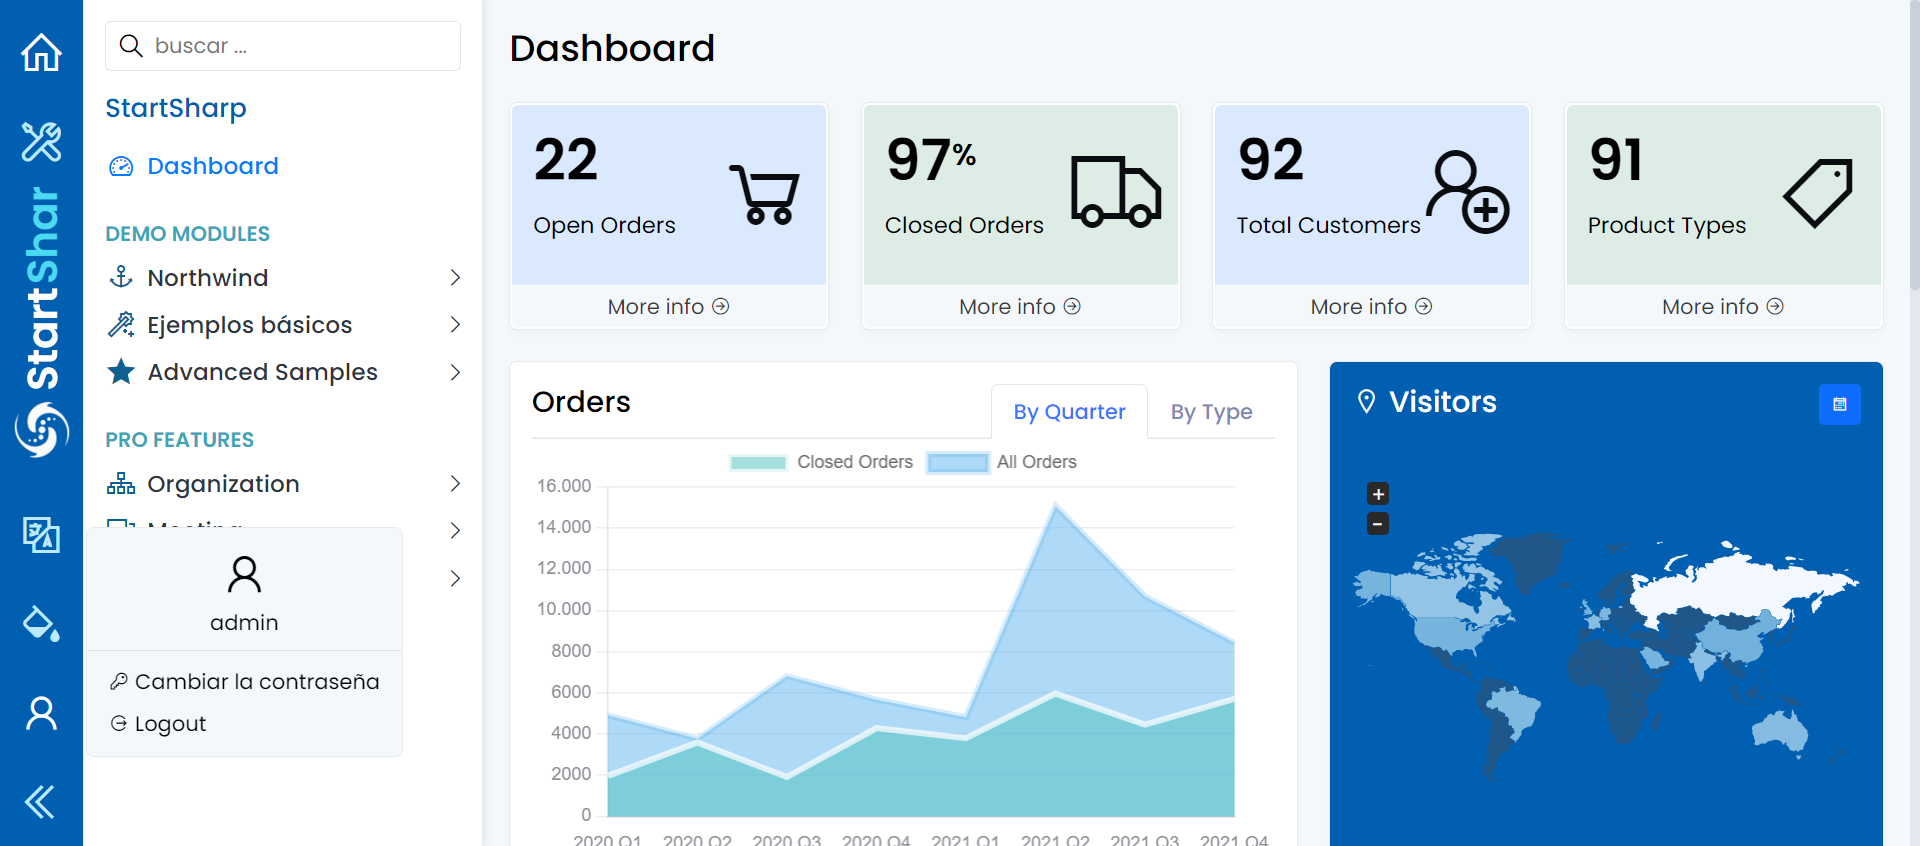 StartShar
buscar ...
StartSharp
Dashboard
DEMO MODULES
Northwind
Ejemplos básicos
Advanced Samples
PRO FEATURES
Organization
Meeting
admin
Cambiar la contraseña
Logout
Dashboard
22
Open Orders
More info
97%
Closed Orders
More info
92
Total Customers
More info
91
Product Types
More info
Orders
By Quarter
By Type
Closed Orders
All Orders
16.000
14.000
12.000
10.000
8000
6000
4000
2000
0
2020 Q1
2020 Q2
2020 Q3
2020 Q4
2021 Q1
2021 Q2
2021 Q3
2021 Q4
Visitors
+
−